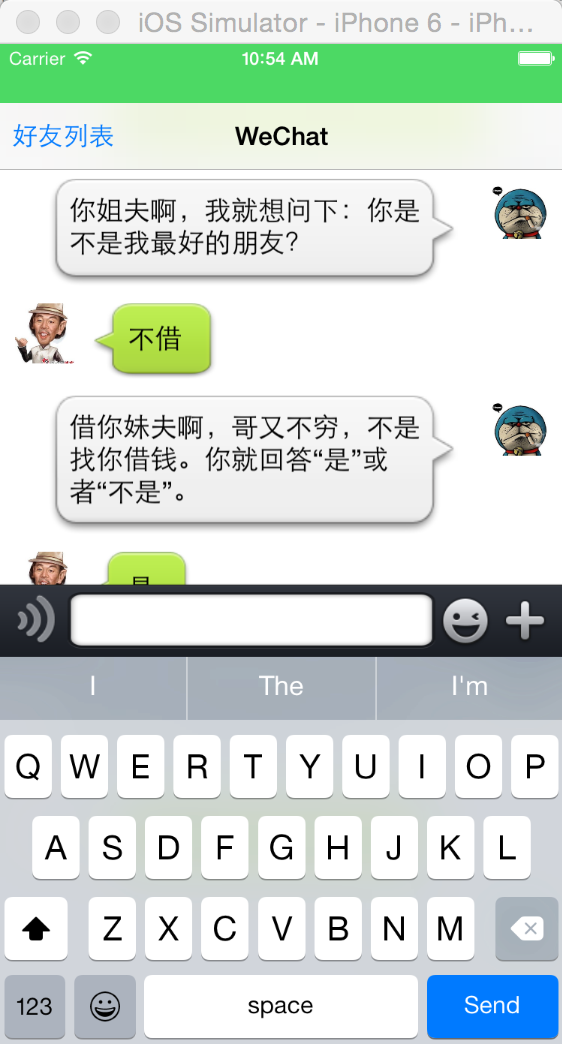 iOS Simulator - iPhone 6 - iPh...
Carrier 10:54 AM
好友列表 WeChat
你姐夫啊，我就想问下：你是
不是我最好的朋友？
不借
借你妹夫啊，哥又不穷，不是
找你借钱。你就回答“是”或
者“不是”。
I The I'm
Q W E R T Y U I O P
A S D F G H J K L
Z X C V B N M
123 space Send